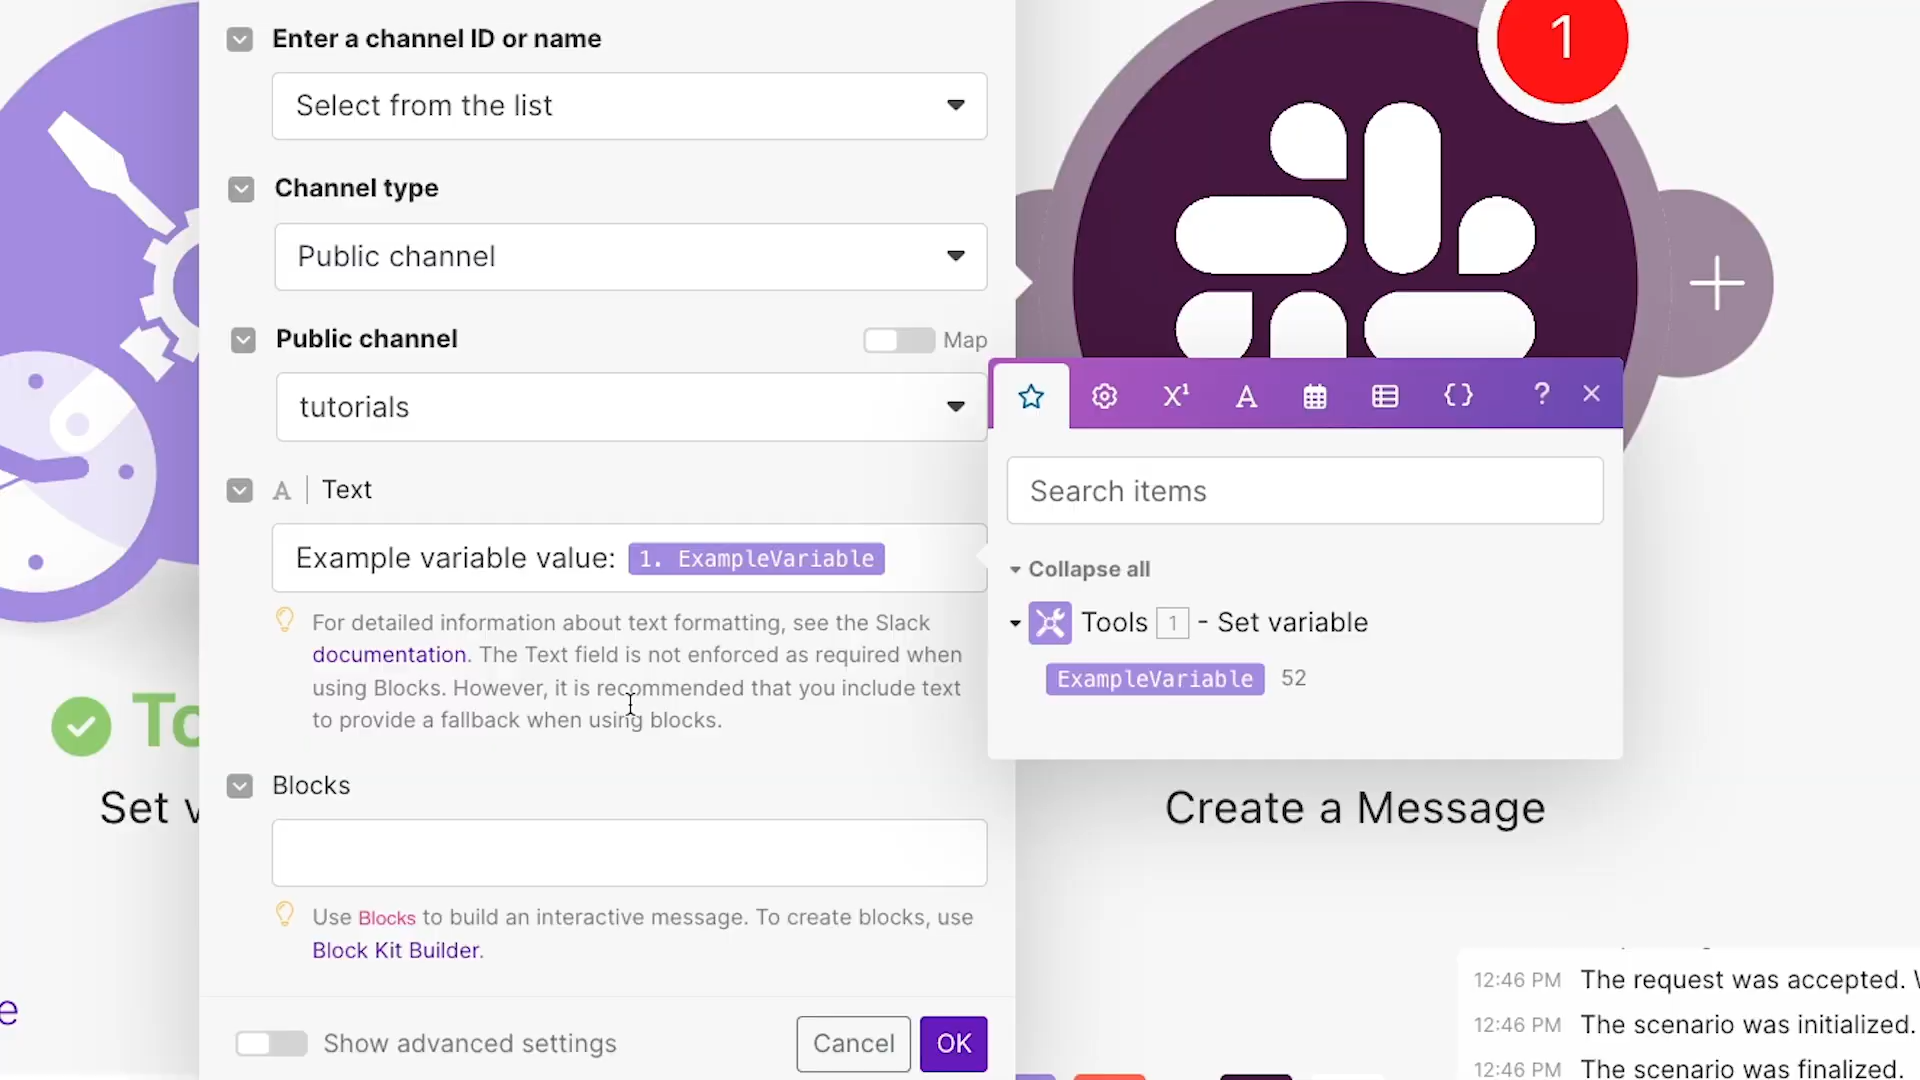 Enter a channel ID or name
Select from the list
Channel type
Public channel
Public channel
Map
tutorials
A | Text
Example variable value: 1. ExampleVariable
For detailed information about text formatting, see the Slack
documentation. The Text field is not enforced as required when
using Blocks. However, it is recommended that you include text
to provide a fallback when using blocks.
Blocks
Use Blocks to build an interactive message. To create blocks, use
Block Kit Builder.
Show advanced settings
Cancel
OK
1
X¹
A
{}
?
Search items
Collapse all
Tools 1 - Set variable
ExampleVariable 52
To
Set v
e
Create a Message
12:46 PM The request was accepted. W
12:46 PM The scenario was initialized.
12:46 PM The scenario was finalized.